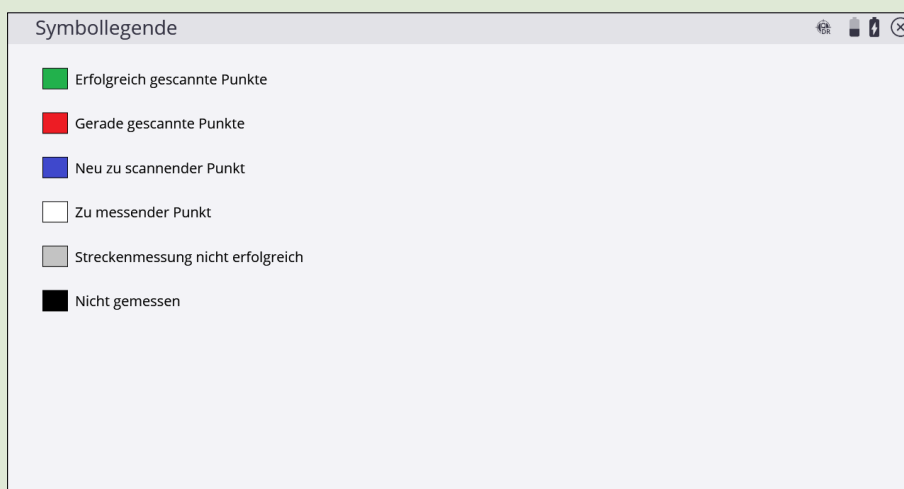 Symbollegende
DR
Erfolgreich gescannte Punkte
Gerade gescannte Punkte
Neu zu scannender Punkt
Zu messender Punkt
Streckenmessung nicht erfolgreich
Nicht gemessen